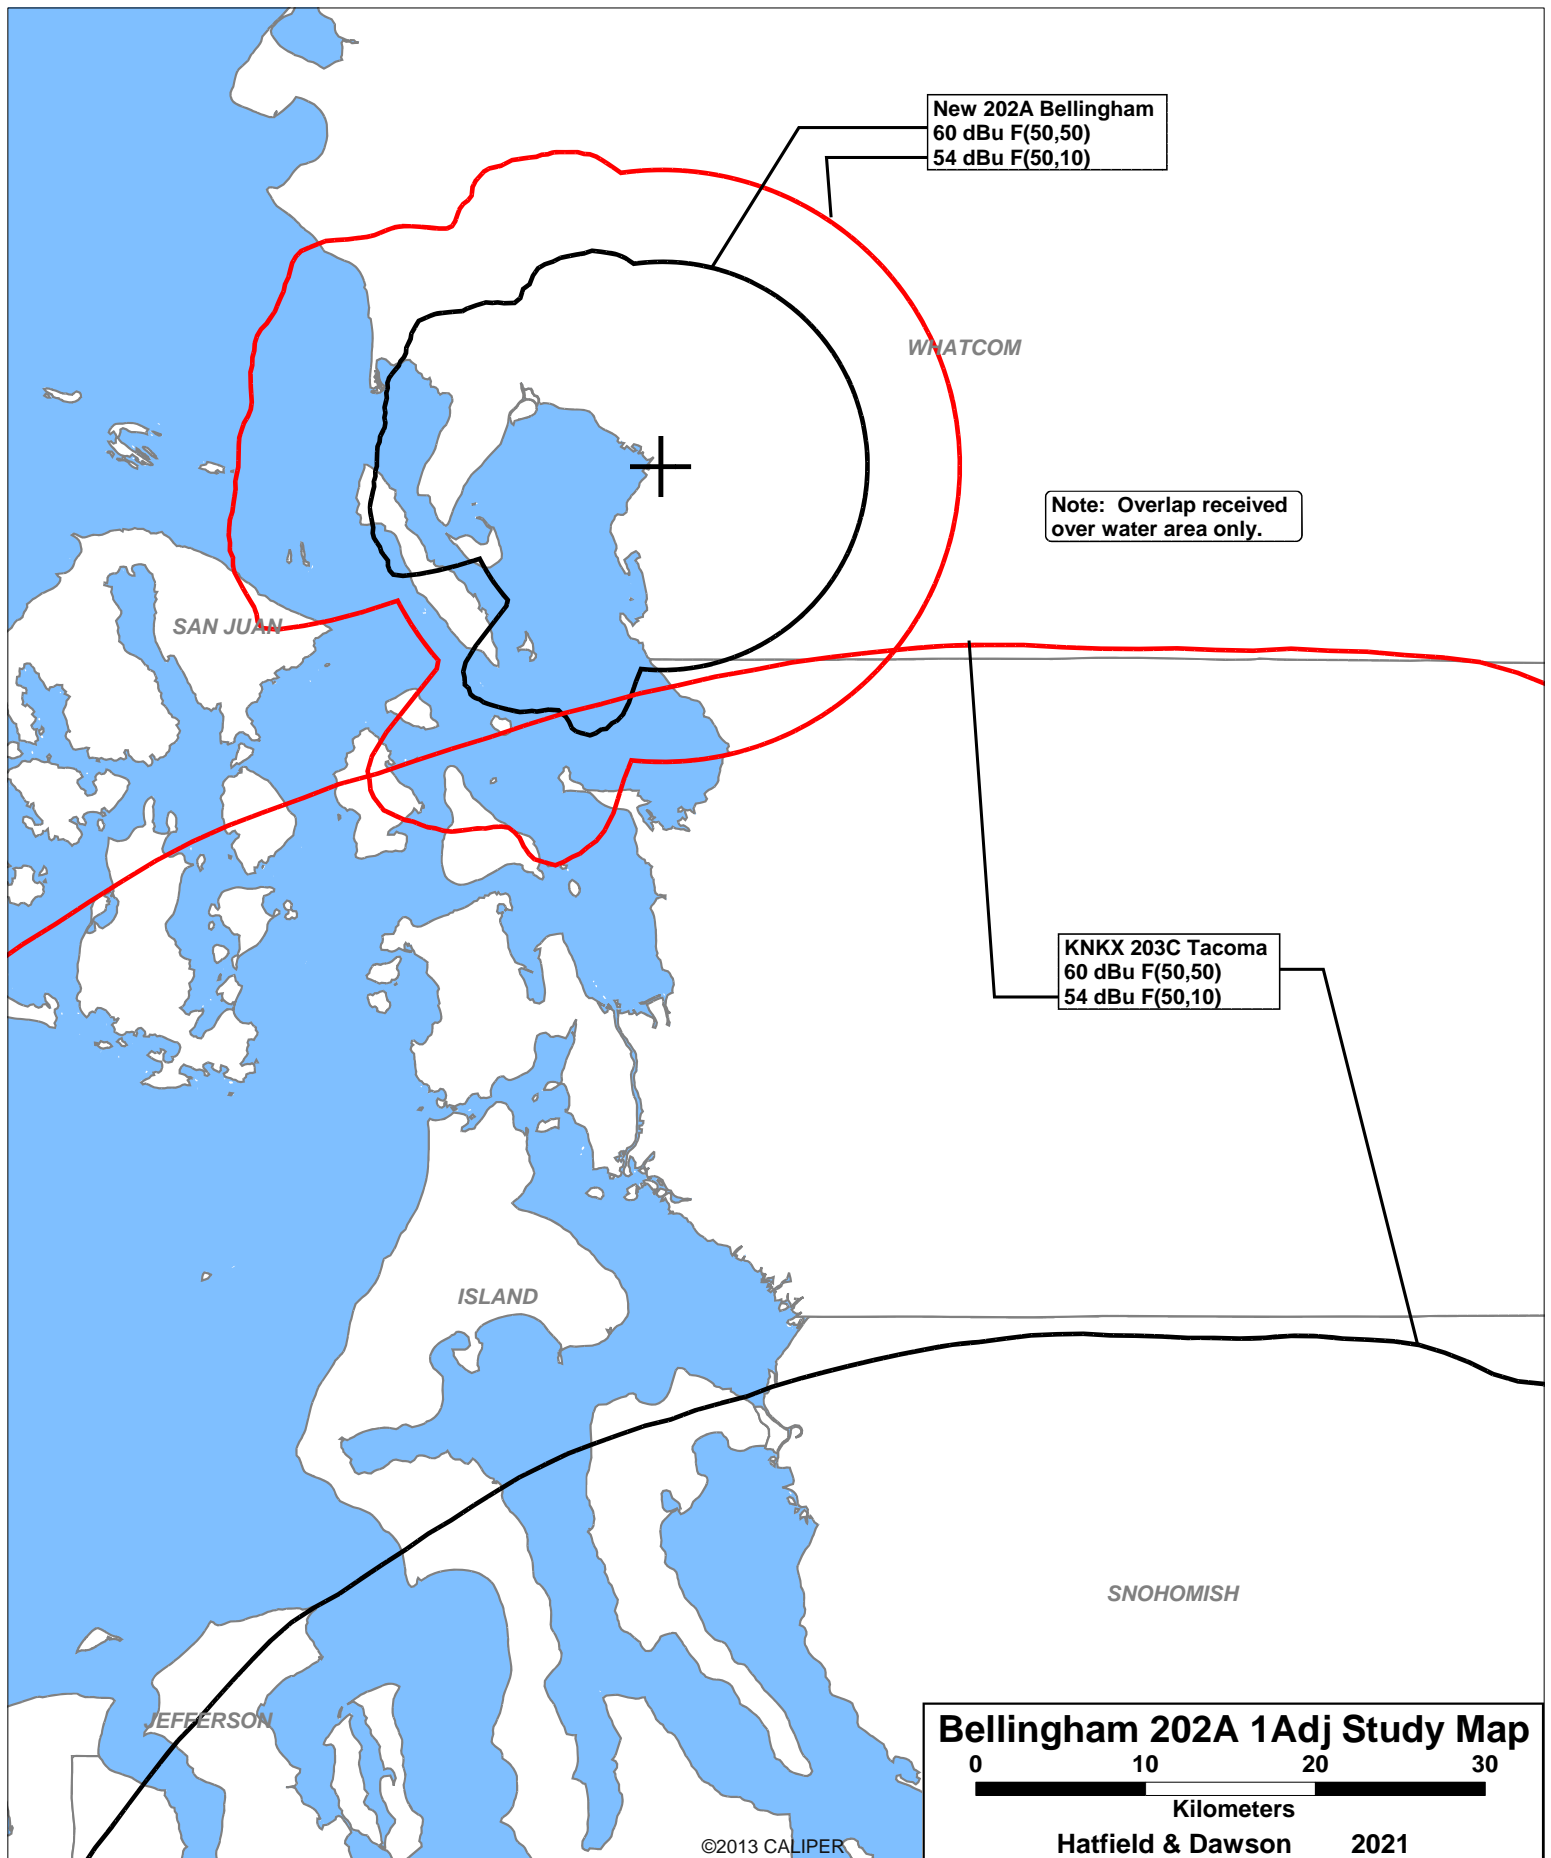 New 202A Bellingham
60 dBu F(50,50)
54 dBu F(50,10)
WHATCOM
Note:  Overlap received
over water area only.
SAN JUAN
KNKX 203C Tacoma
60 dBu F(50,50)
54 dBu F(50,10)
ISLAND
SNOHOMISH
JEFFERSON
Bellingham 202A 1Adj Study Map
0 10 20 30
Kilometers
Hatfield & Dawson 2021
©2013 CALIPER